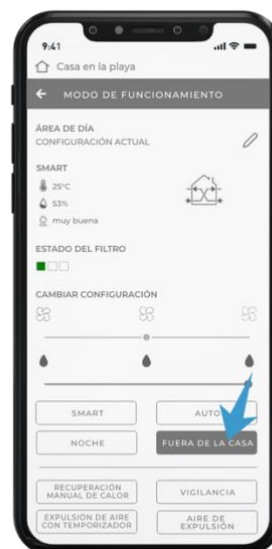 9:41
Casa en la playa
MODO DE FUNCIONAMIENTO
ÁREA DE DÍA
CONFIGURACIÓN ACTUAL
SMART
25°C
53%
muy buena
ESTADO DEL FILTRO
CAMBIAR CONFIGURACIÓN
SMART
AUTO
NOCHE
FUERA DE LA CASA
RECUPERACIÓN
MANUAL DE CALOR
VIGILANCIA
EXPULSIÓN DE AIRE
CON TEMPORIZADOR
AIRE DE
EXPULSIÓN